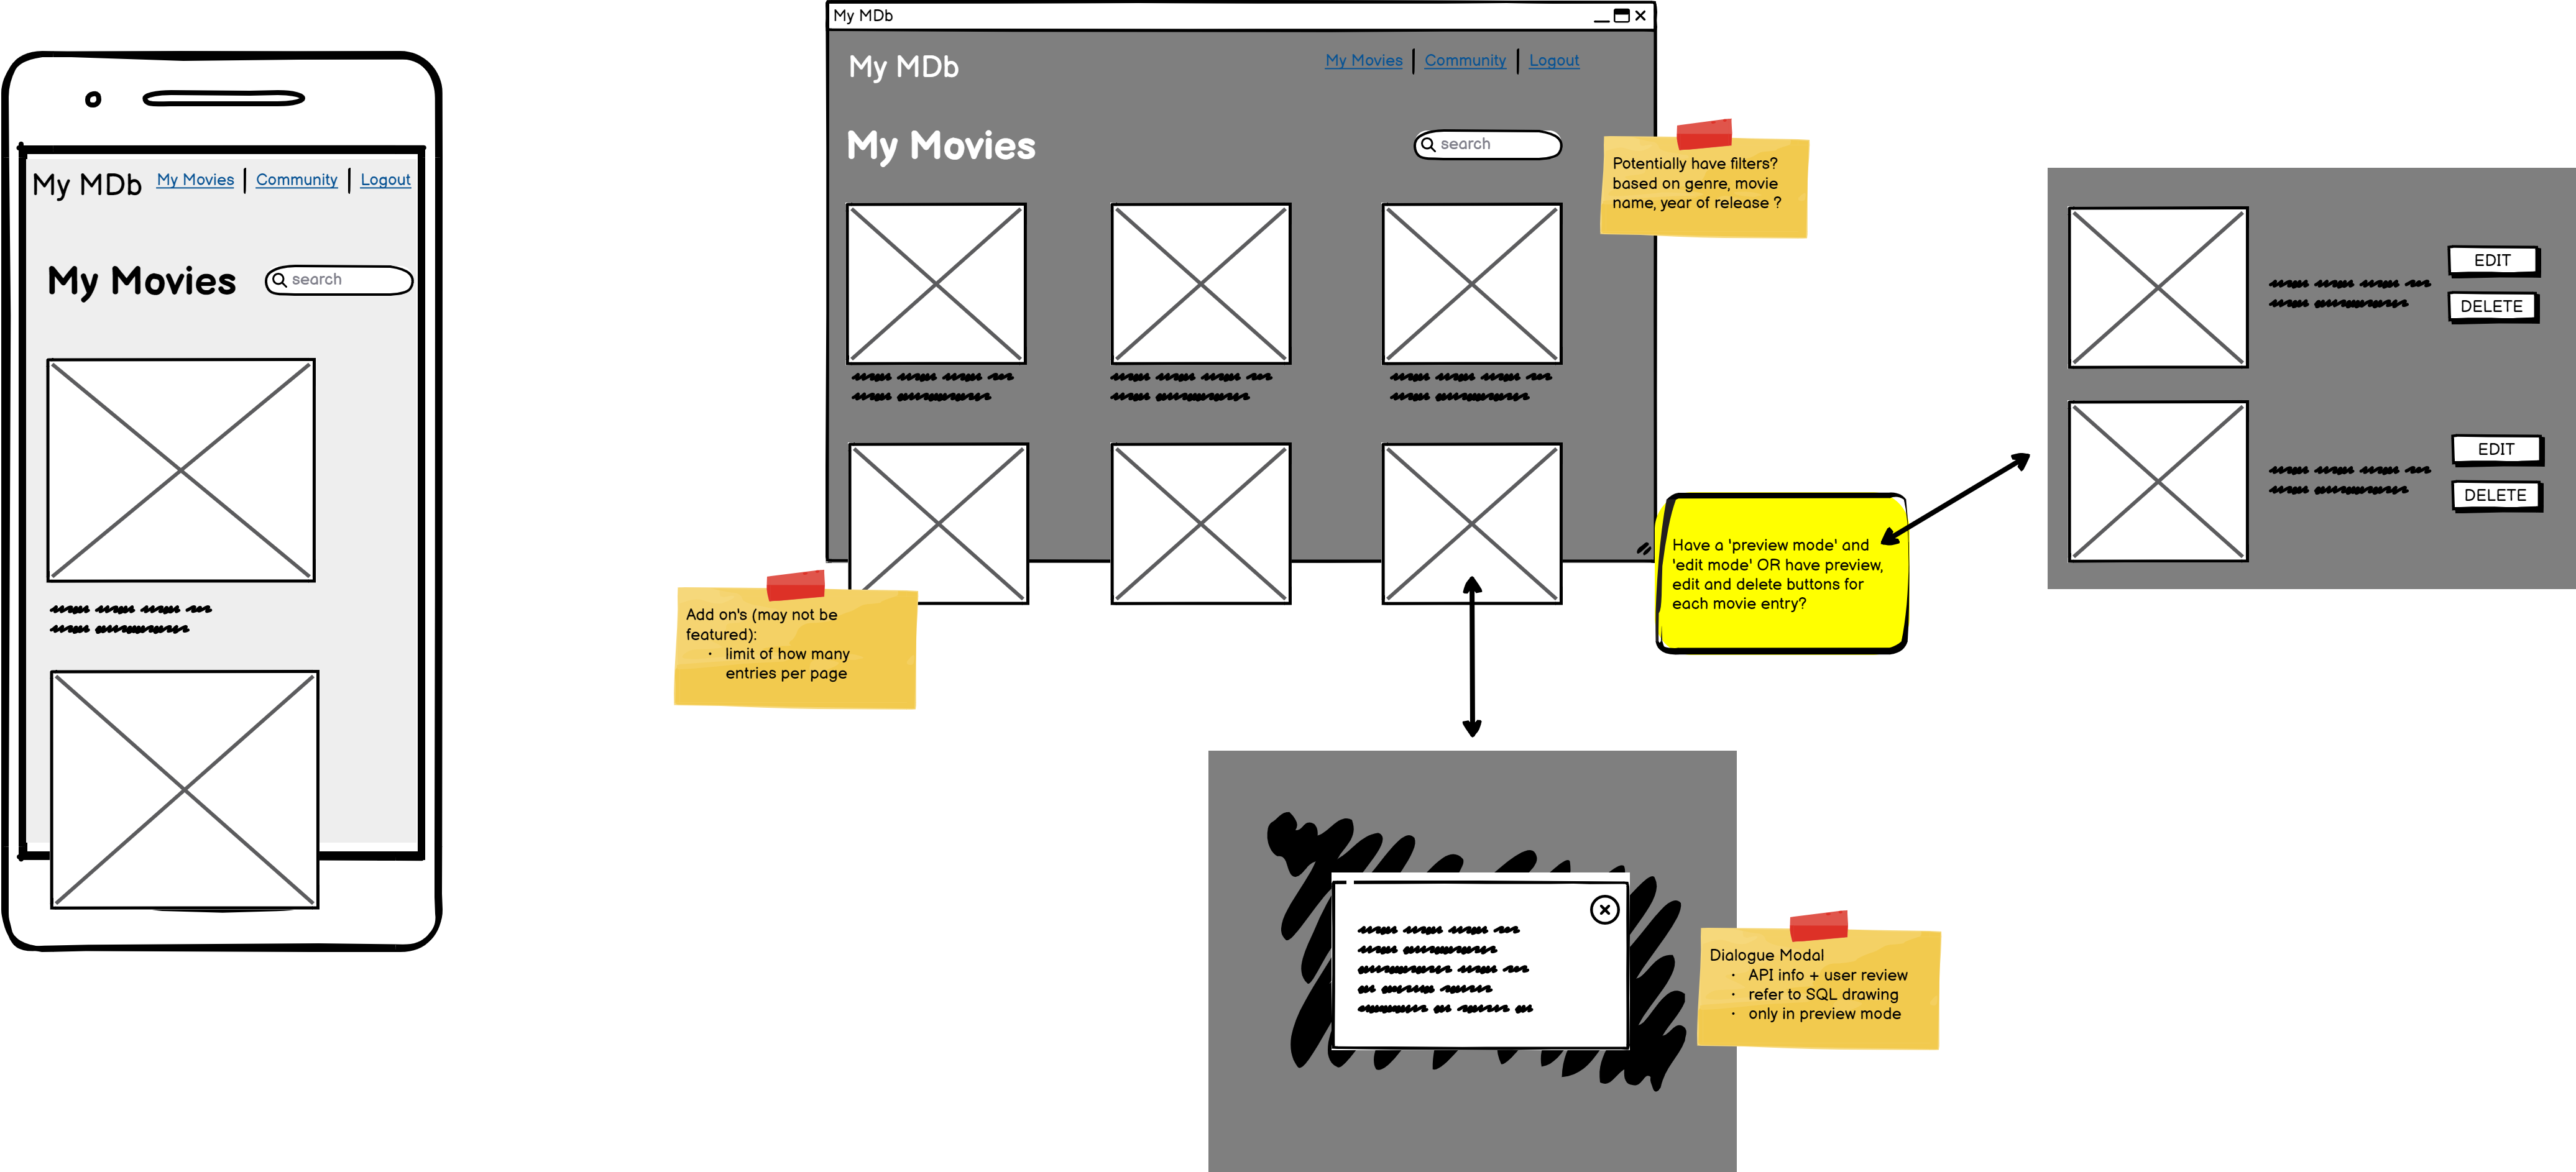 My MDb
My Movies
Community
Logout
My Movies
search
My MDb
My MDb
My Movies
Community
Logout
My Movies
search
Potentially have filters?
based on genre, movie
name, year of release ?
Add on's (may not be
featured):
· limit of how many
entries per page
Have a 'preview mode' and
'edit mode' OR have preview,
edit and delete buttons for
each movie entry?
EDIT
DELETE
EDIT
DELETE
Dialogue Modal
· API info + user review
· refer to SQL drawing
· only in preview mode